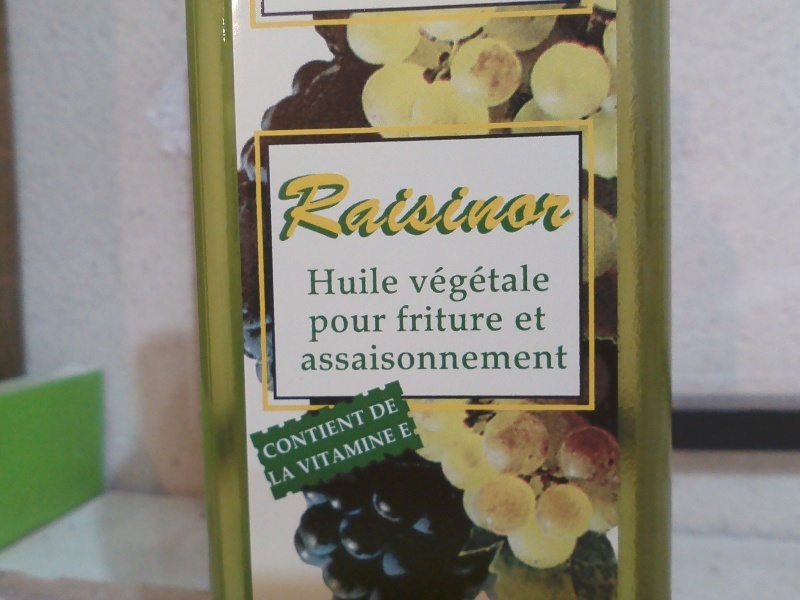 Raisinor
Huile végétale
pour friture et
assaisonnement
CONTIENT DE
LA VITAMINE E